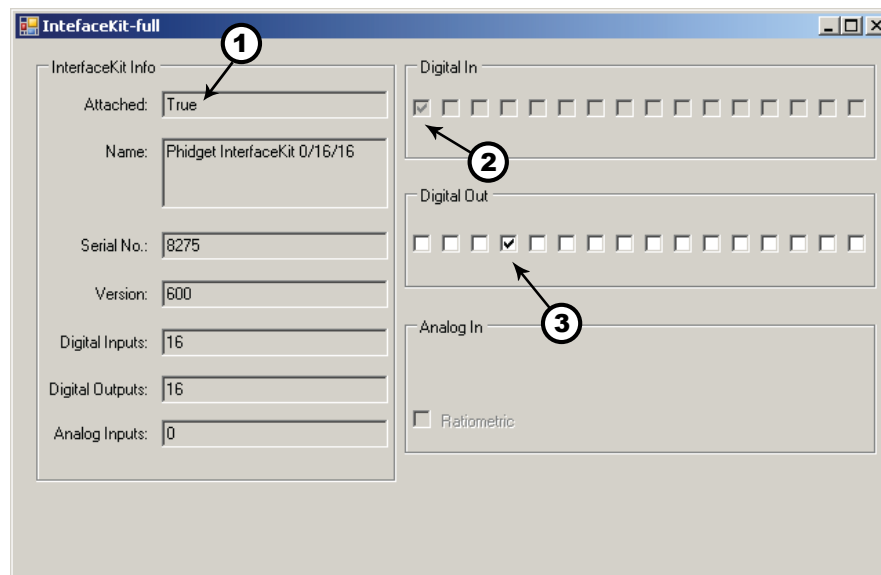 IntefaceKit-full
1
InterfaceKit Info
Attached: True
Name: Phidget InterfaceKit 0/16/16
Serial No.: 8275
Version: 600
Digital Inputs: 16
Digital Outputs: 16
Analog Inputs: 0
Digital In
2
Digital Out
3
Analog In
Ratiometric